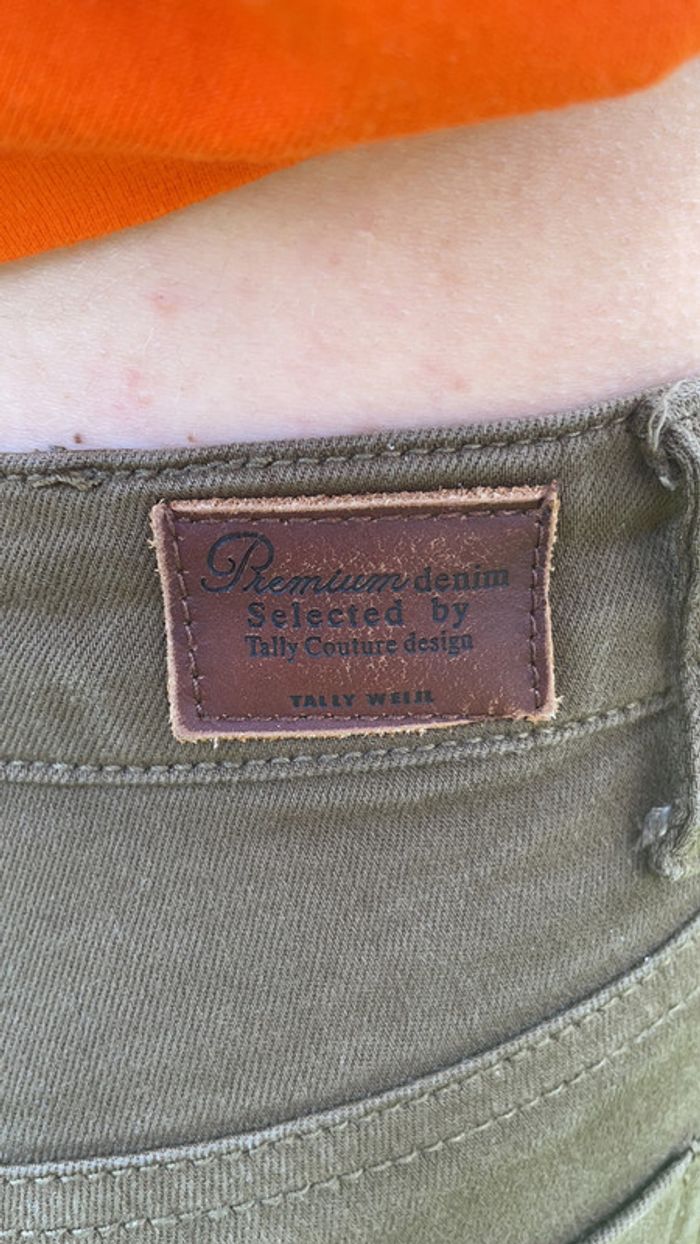 Premium denim
Selected by
Tally Couture design
TALLY WEiJL